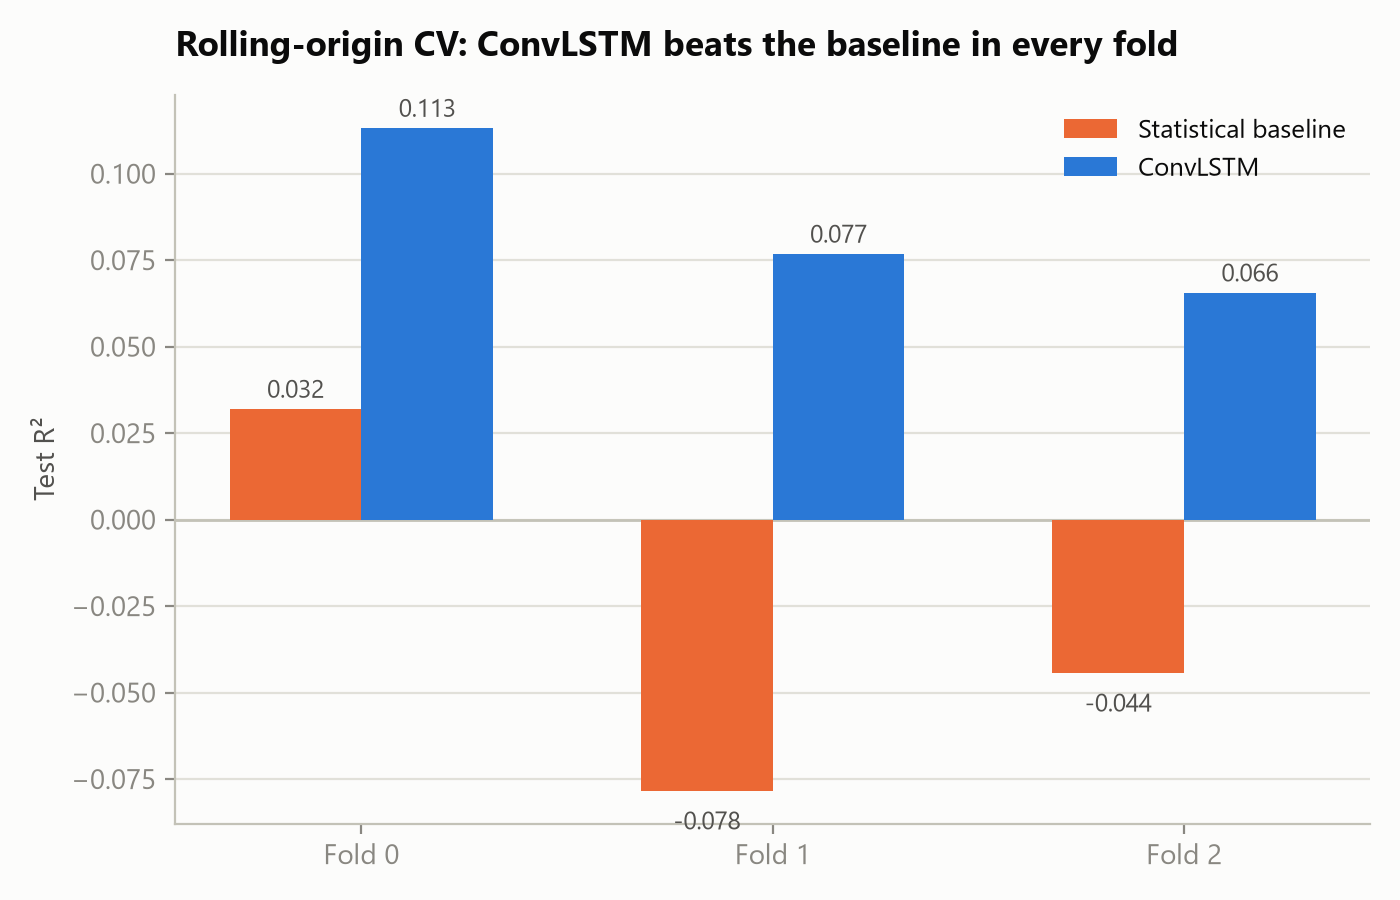 Rolling-origin CV: ConvLSTM beats the baseline in every fold
Statistical baseline
ConvLSTM
Test R²
0.100
0.075
0.050
0.025
0.000
−0.025
−0.050
−0.075
0.032
0.113
-0.078
0.077
-0.044
0.066
Fold 0
Fold 1
Fold 2